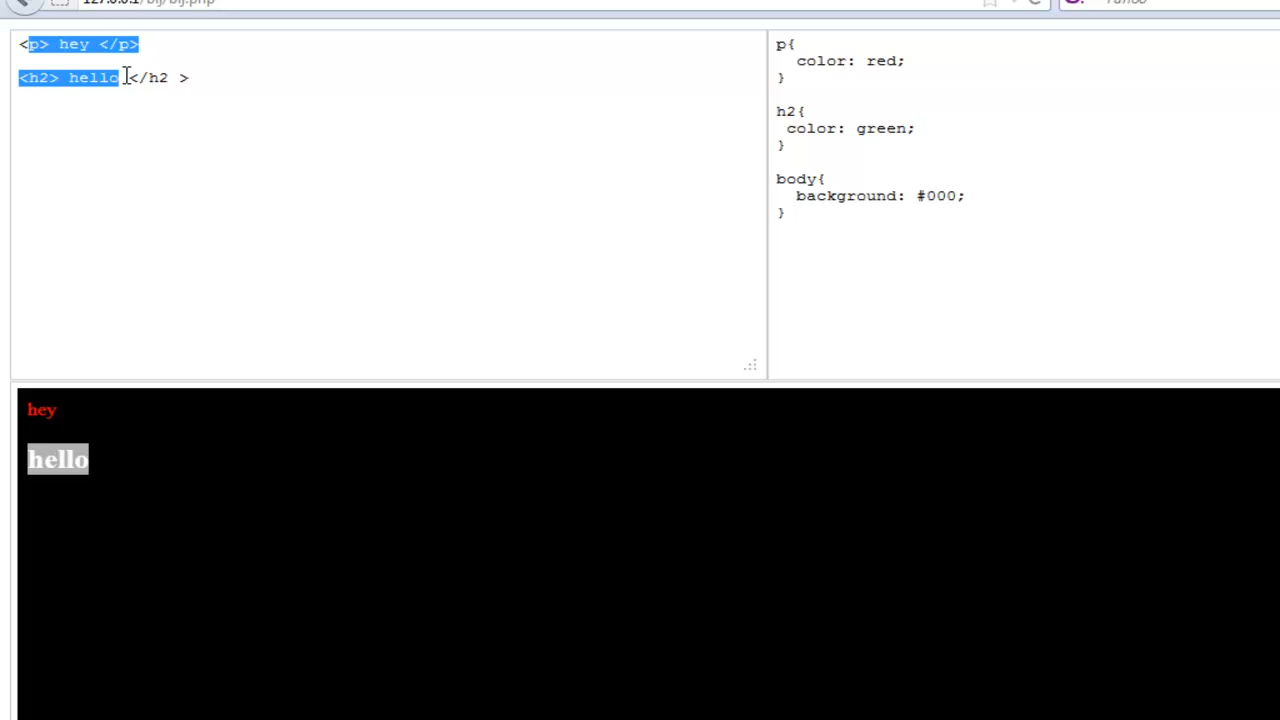 <p> hey </p>
<h2> hello </h2 >
p{
color: red;
}
h2{
color: green;
}
body{
background: #000;
}
hey
hello